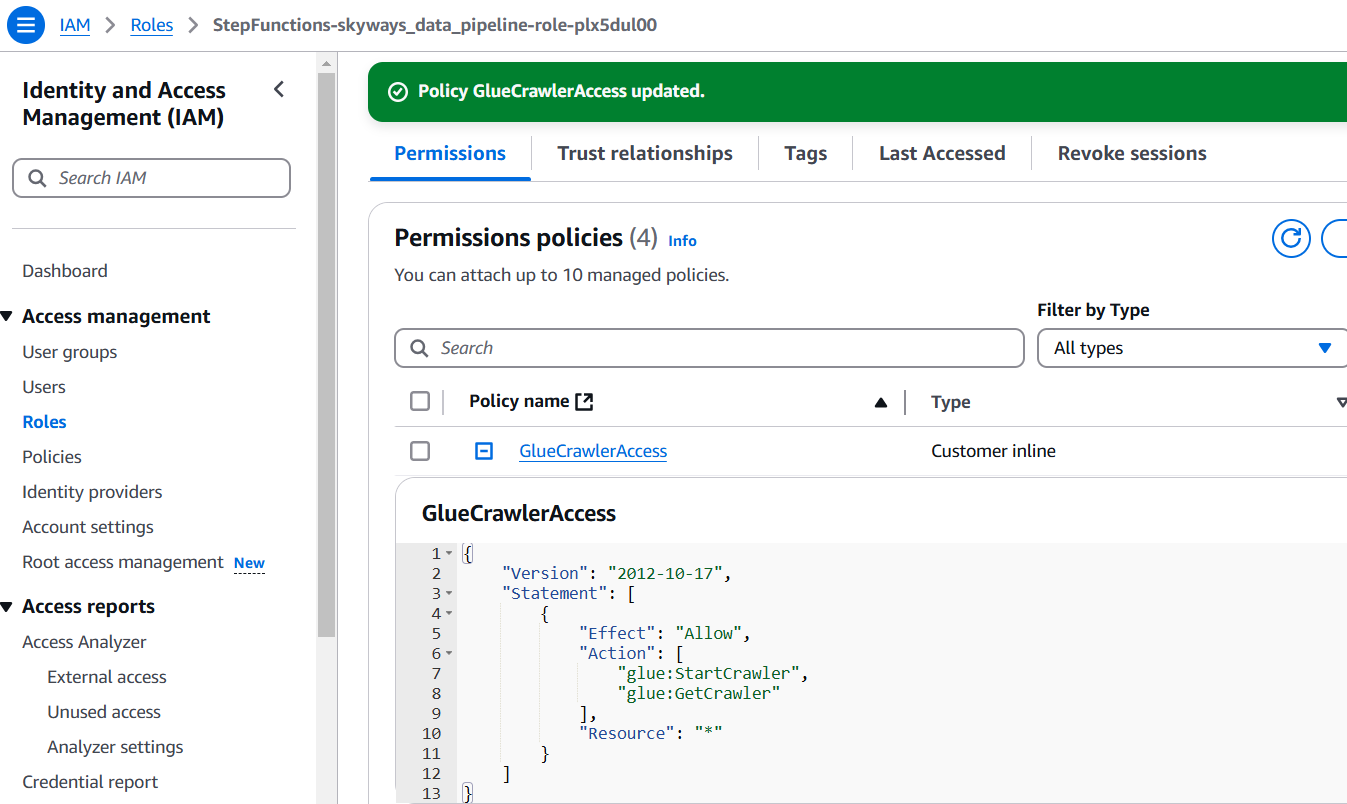 IAM > Roles > StepFunctions-skyways_data_pipeline-role-plx5dul00
Identity and Access
Management (IAM)
Search IAM
Dashboard
Access management
User groups
Users
Roles
Policies
Identity providers
Account settings
Root access management New
Access reports
Access Analyzer
External access
Unused access
Analyzer settings
Credential report
Policy GlueCrawlerAccess updated.
Permissions
Trust relationships
Tags
Last Accessed
Revoke sessions
Permissions policies (4) Info
You can attach up to 10 managed policies.
Filter by Type
Search
All types
Policy name
Type
GlueCrawlerAccess
Customer inline
GlueCrawlerAccess
1 {
2     "Version": "2012-10-17",
3     "Statement": [
4         {
5             "Effect": "Allow",
6             "Action": [
7                 "glue:StartCrawler",
8                 "glue:GetCrawler"
9             ],
10             "Resource": "*"
11         }
12     ]
13 }